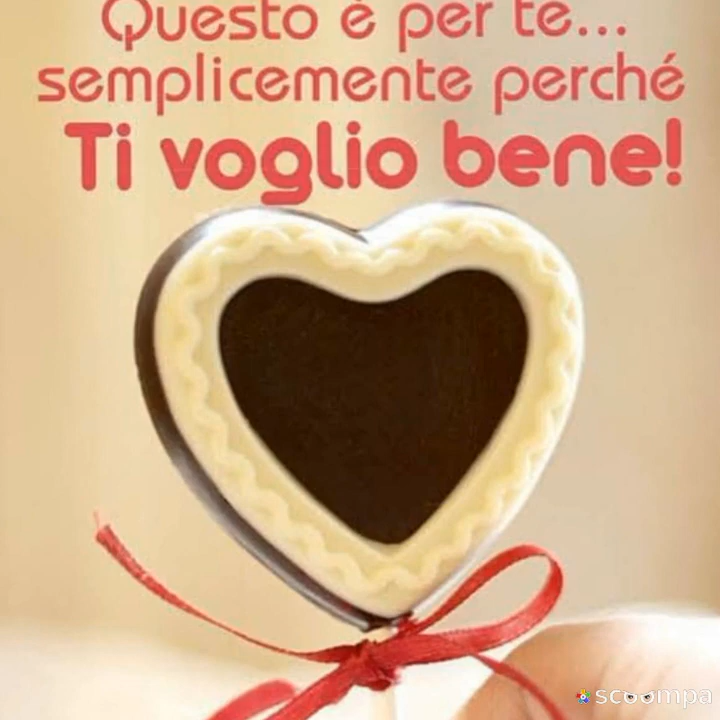 Questo è per te...
semplicemente perché
Ti voglio bene!
scoompa